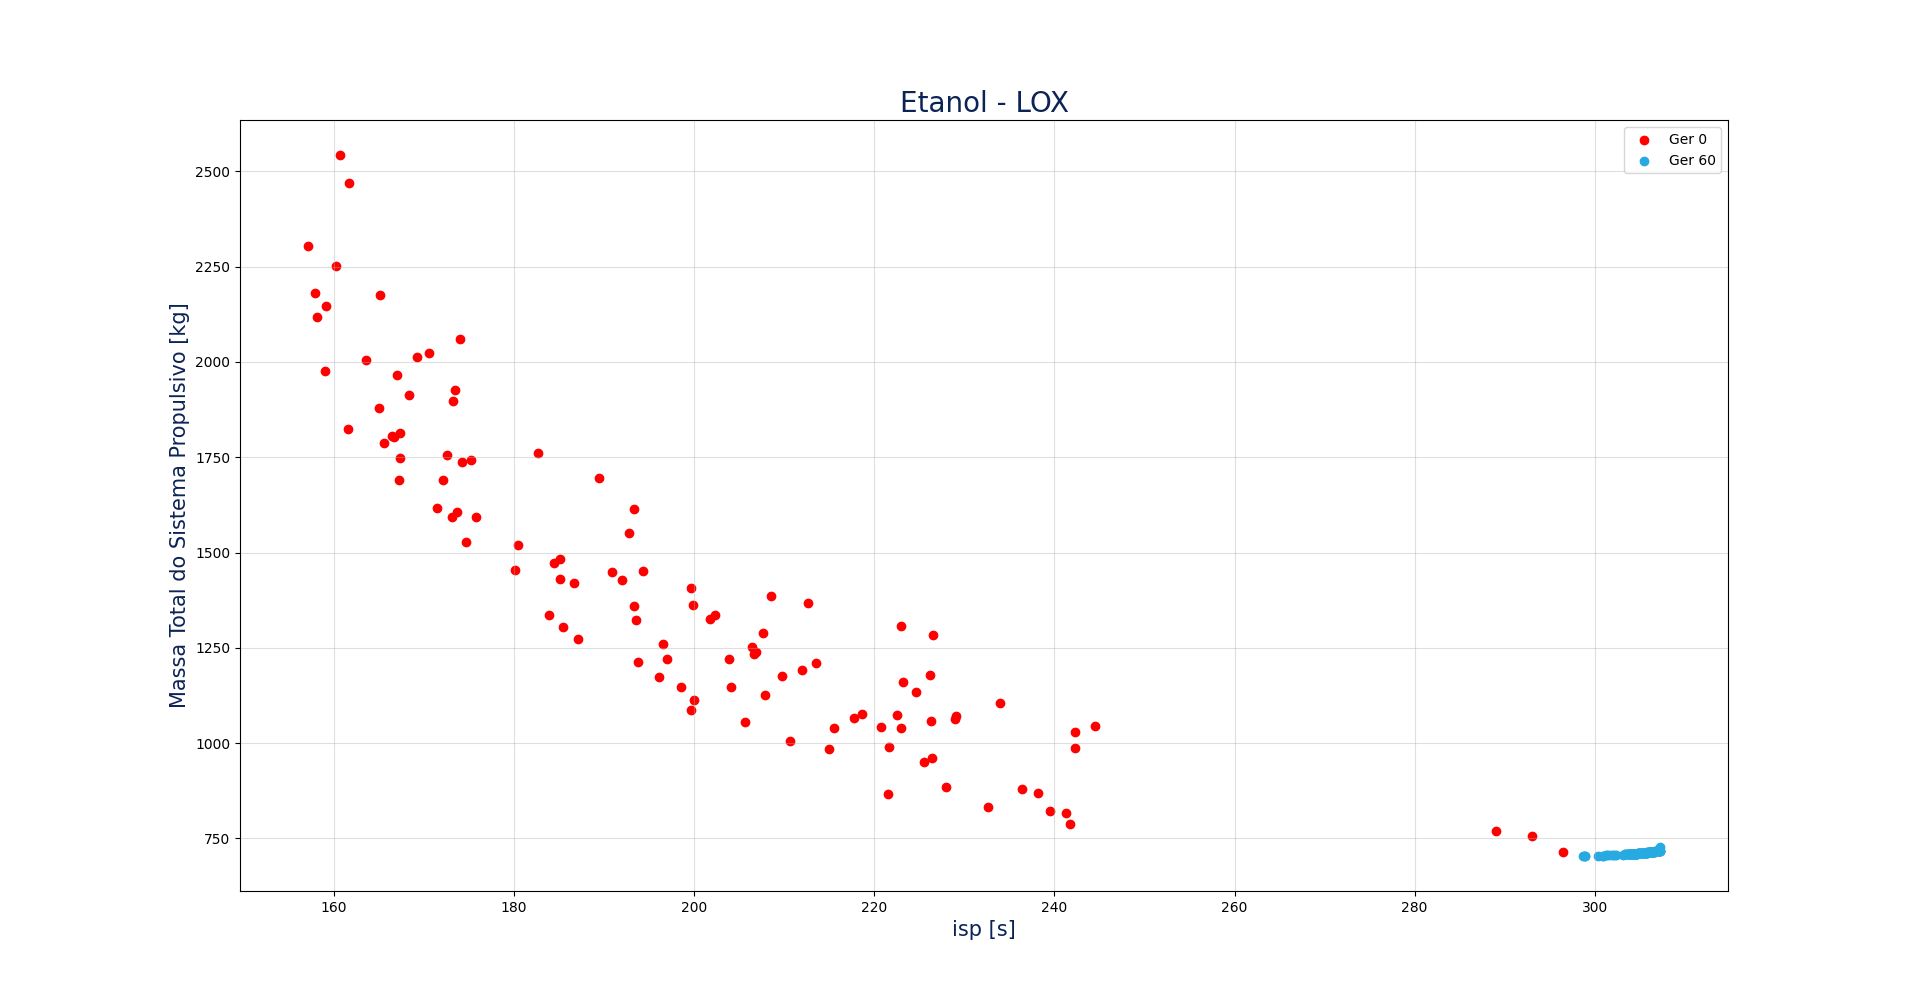 Etanol - LOX
Ger 0
Ger 60
Massa Total do Sistema Propulsivo [kg]
2500
2250
2000
1750
1500
1250
1000
750
160 180 200 220 240 260 280 300
isp [s]